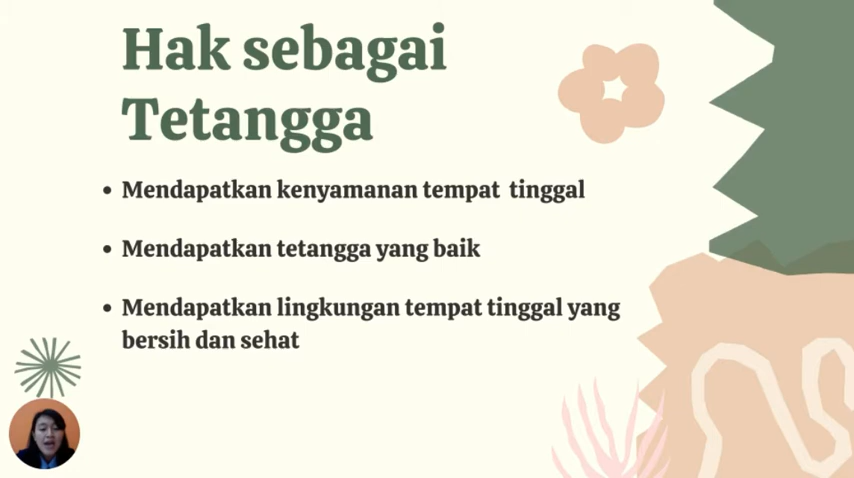 Hak sebagai
Tetangga
• Mendapatkan kenyamanan tempat tinggal
• Mendapatkan tetangga yang baik
• Mendapatkan lingkungan tempat tinggal yang
bersih dan sehat